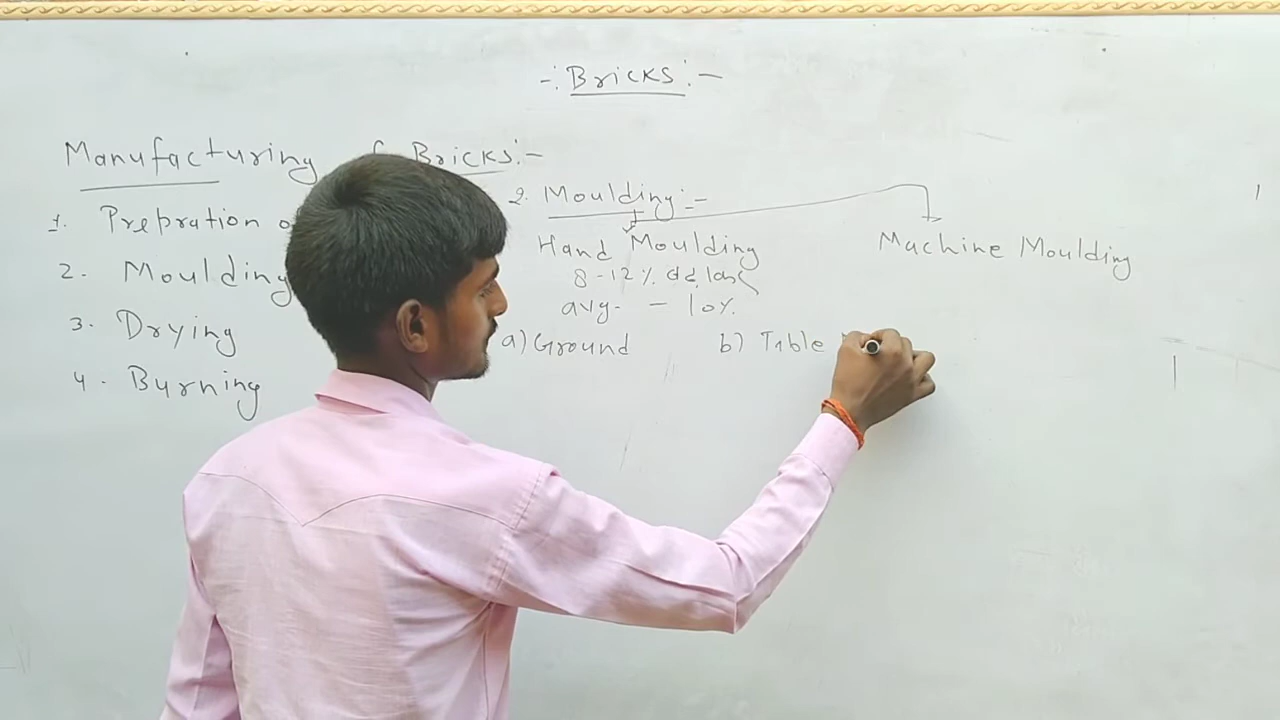 -: Bricks :-
Manufacturing Bricks :-
1. Prepration
2. Moulding
3. Drying
4. Burning
2. Moulding :-
Hand Moulding
8-12%
avg. - 10%.
a) Ground
b) Table
Machine Moulding